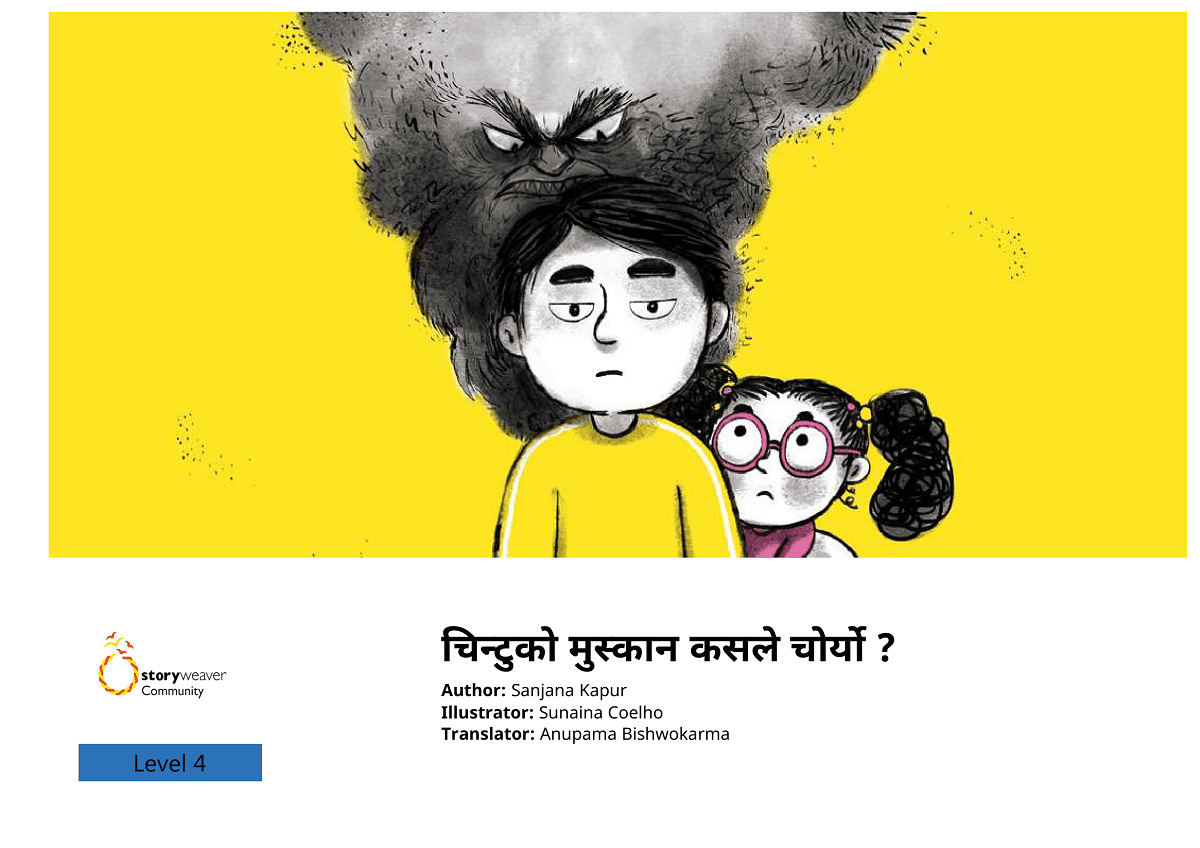 चिन्टुको मुस्कान कसले चोर्यो ?
Author: Sanjana Kapur
Illustrator: Sunaina Coelho
Translator: Anupama Bishwokarma
storyweaver
Community
Level 4